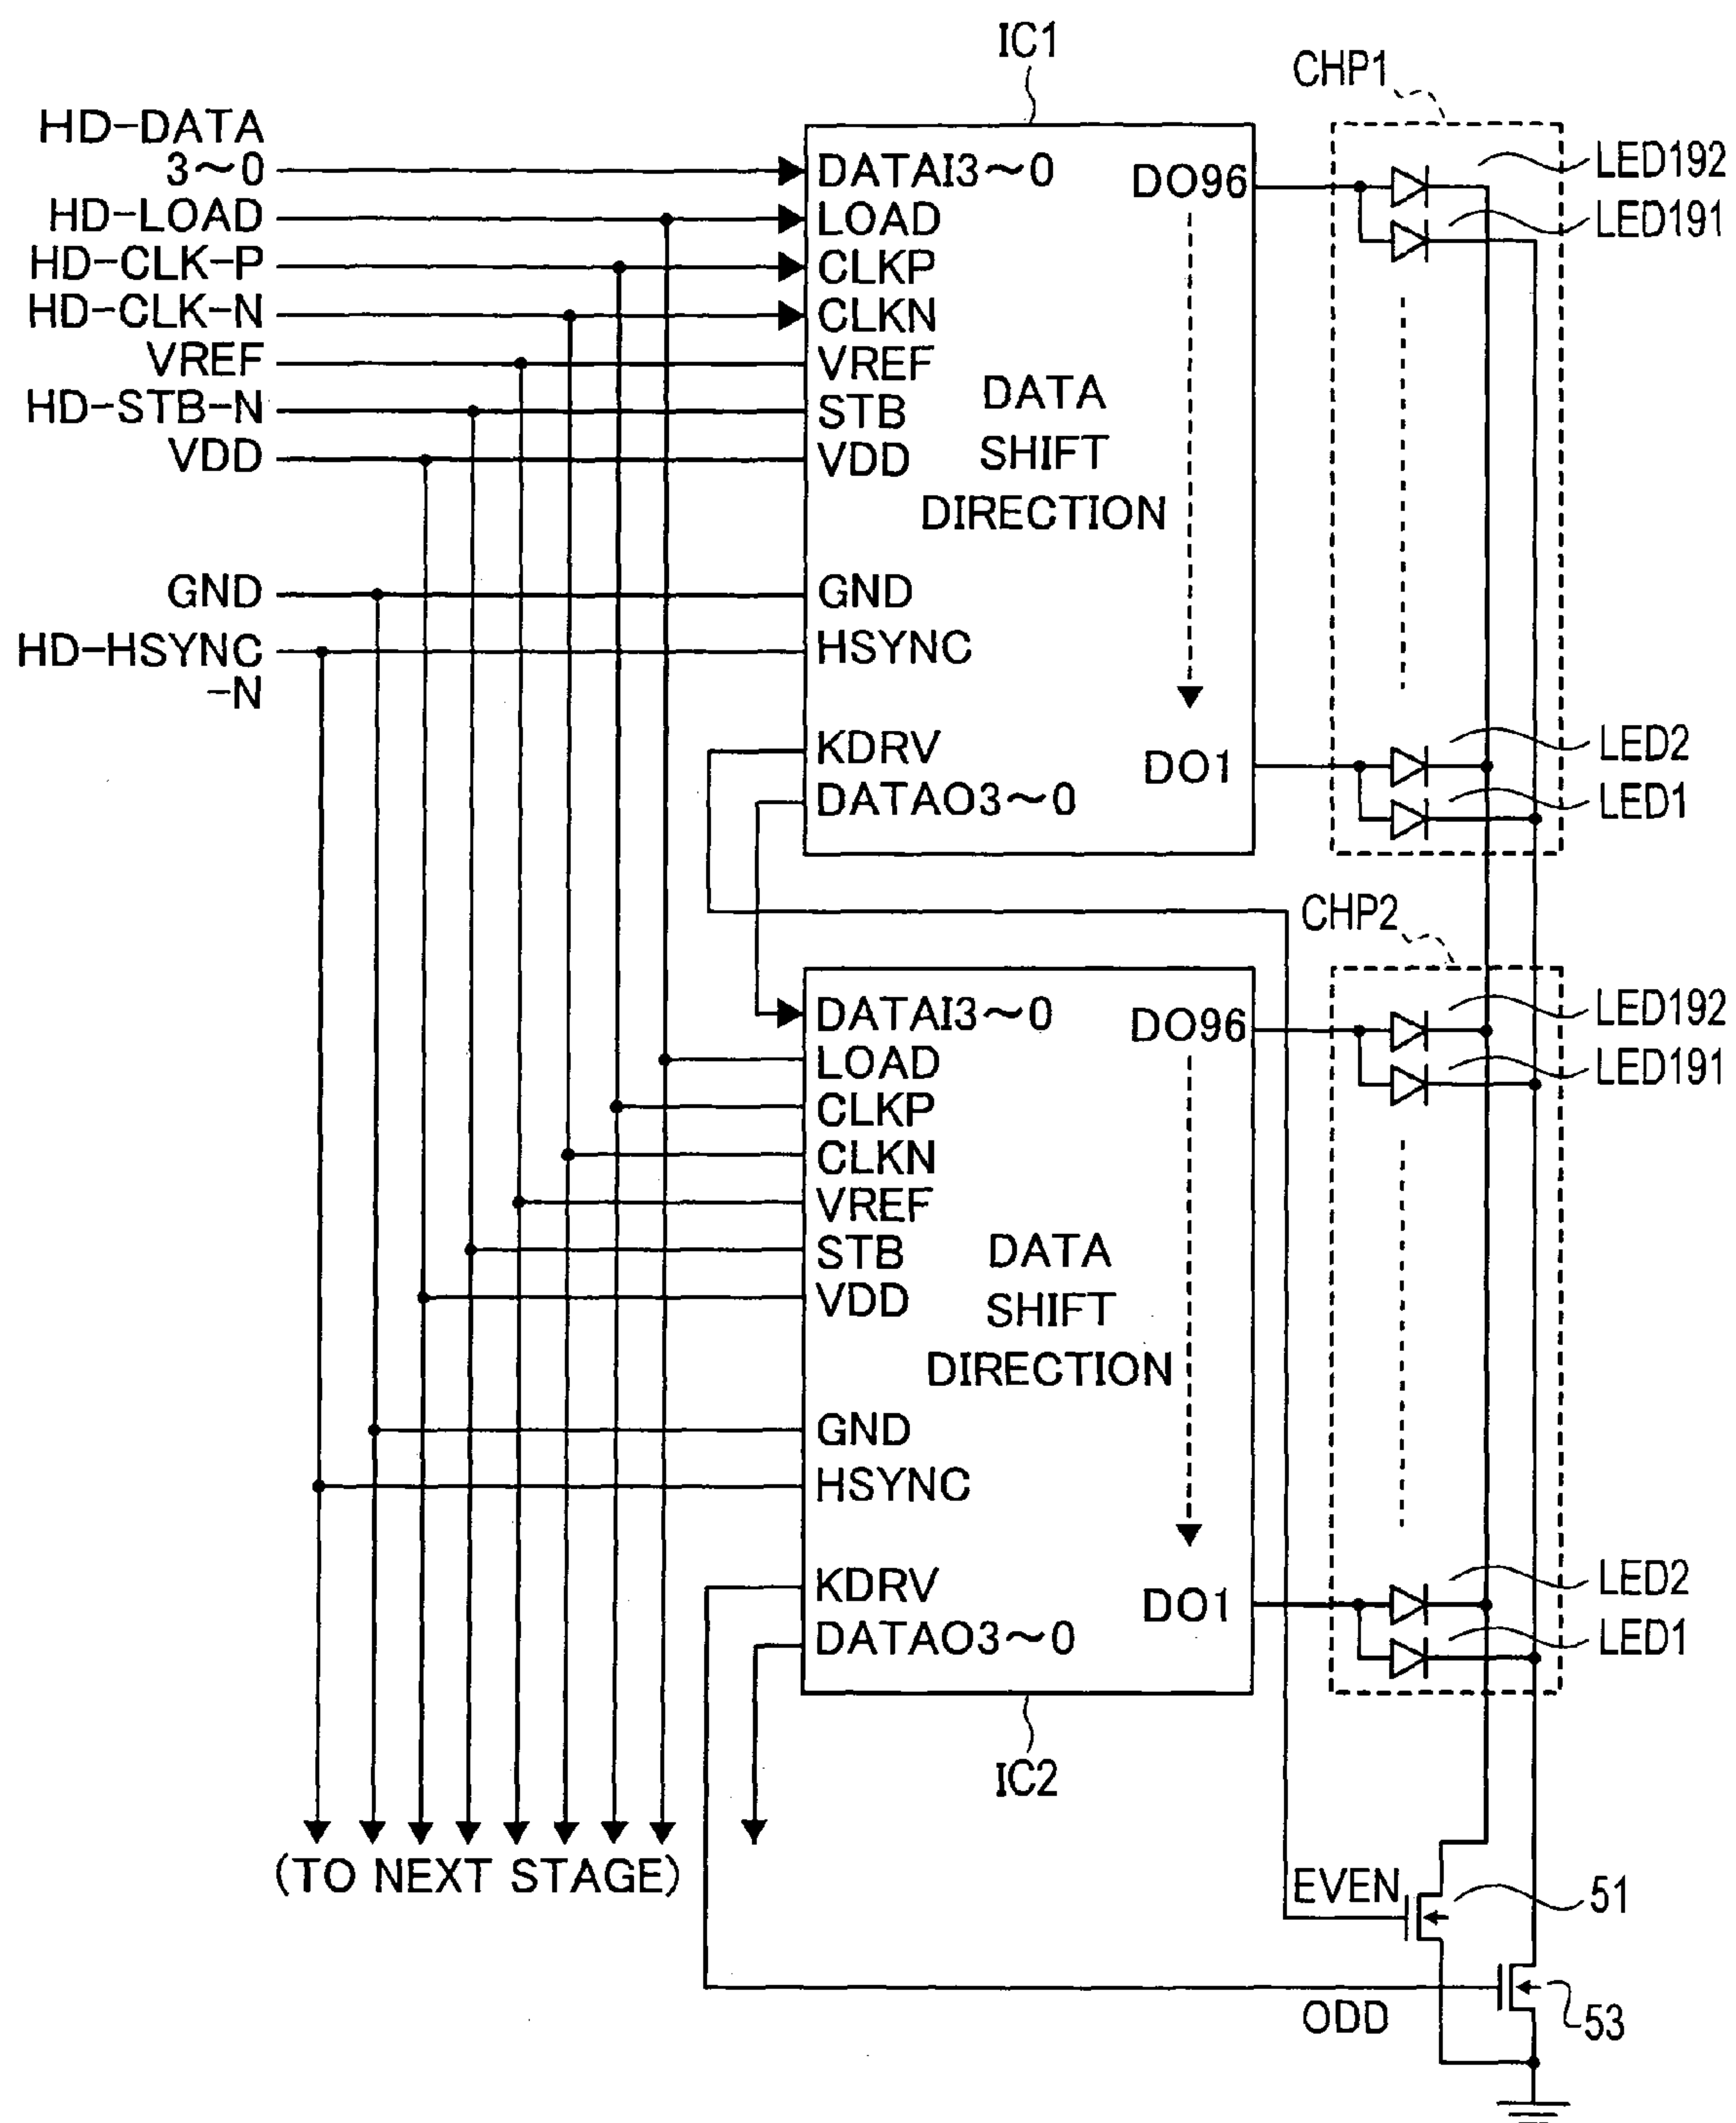 IC1
CHP1
HD-DATA
3~0
HD-LOAD
HD-CLK-P
HD-CLK-N
VREF
HD-STB-N
VDD
GND
HD-HSYNC
-N
DATAI3~0
LOAD
CLKP
CLKN
VREF
STB
VDD
GND
HSYNC
KDRV
DATAO3~0
DO96
DATA
SHIFT
DIRECTION
DO1
LED192
LED191
LED2
LED1
CHP2
DATAI3~0
LOAD
CLKP
CLKN
VREF
STB
VDD
GND
HSYNC
KDRV
DATAO3~0
DO96
DATA
SHIFT
DIRECTION
DO1
LED192
LED191
LED2
LED1
IC2
(TO NEXT STAGE)
EVEN
51
ODD
53